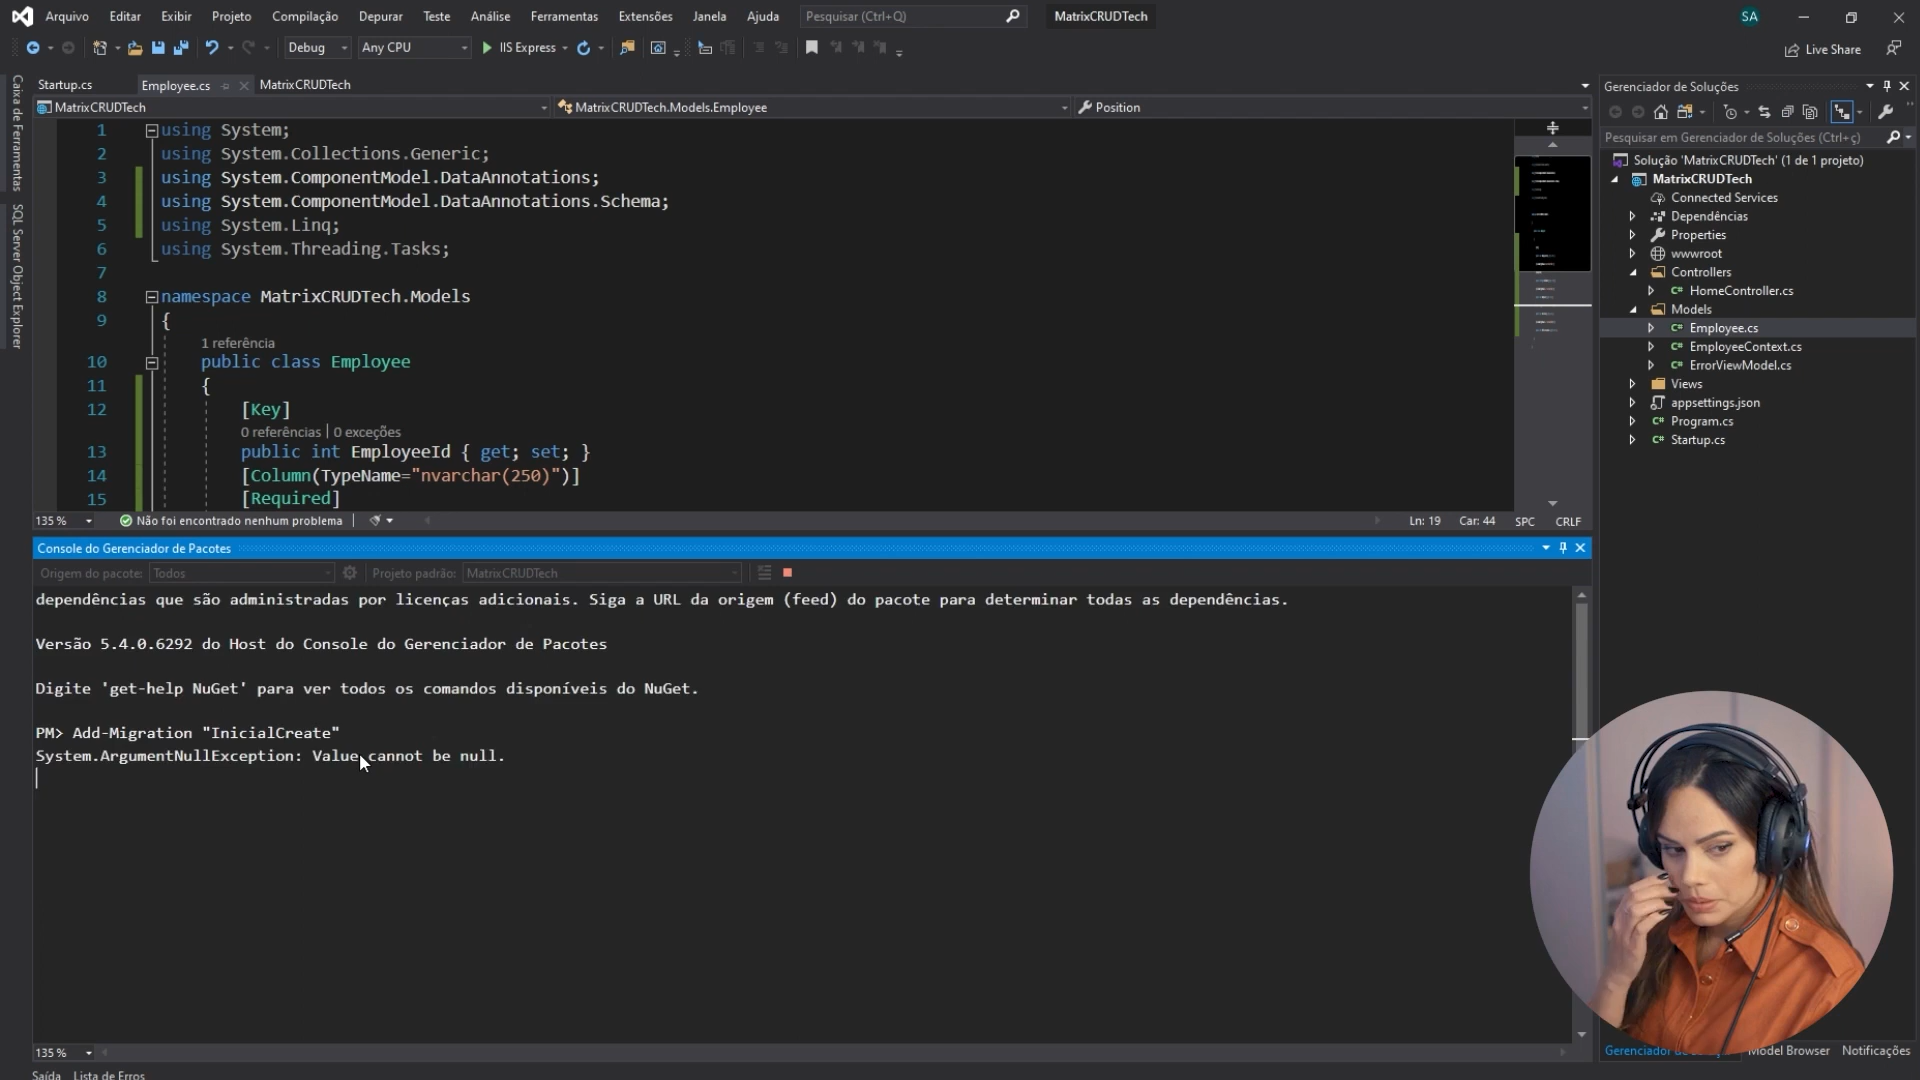 Arquivo Editar Exibir Projeto Compilação Depurar Teste Análise Ferramentas Extensões Janela Ajuda Pesquisar (Ctrl+Q) MatrixCRUDTech SA
Debug Any CPU IIS Express Live Share
Startup.cs Employee.cs MatrixCRUDTech
MatrixCRUDTech MatrixCRUDTech.Models.Employee Position
Caixa de Ferramentas
SQL Server Object Explorer
1 using System;
2 using System.Collections.Generic;
3 using System.ComponentModel.DataAnnotations;
4 using System.ComponentModel.DataAnnotations.Schema;
5 using System.Linq;
6 using System.Threading.Tasks;
7
8 namespace MatrixCRUDTech.Models
9 {
1 referência
10 public class Employee
11 {
12 [Key]
0 referências | 0 exceções
13 public int EmployeeId { get; set; }
14 [Column(TypeName="nvarchar(250)")]
15 [Required]
135 % Não foi encontrado nenhum problema Ln: 19 Car: 44 SPC CRLF
Console do Gerenciador de Pacotes
Origem do pacote: Todos Projeto padrão: MatrixCRUDTech
dependências que são administradas por licenças adicionais. Siga a URL da origem (feed) do pacote para determinar todas as dependências.
Versão 5.4.0.6292 do Host do Console do Gerenciador de Pacotes
Digite 'get-help NuGet' para ver todos os comandos disponíveis do NuGet.
PM> Add-Migration "InicialCreate"
System.ArgumentNullException: Value cannot be null.
135 %
Saída Lista de Erros
Gerenciador de Soluções
Pesquisar em Gerenciador de Soluções (Ctrl+ç)
Solução 'MatrixCRUDTech' (1 de 1 projeto)
MatrixCRUDTech
Connected Services
Dependências
Properties
wwwroot
Controllers
C# HomeController.cs
Models
C# Employee.cs
C# EmployeeContext.cs
C# ErrorViewModel.cs
Views
appsettings.json
C# Program.cs
C# Startup.cs
Gerenciador Model Browser Notificações